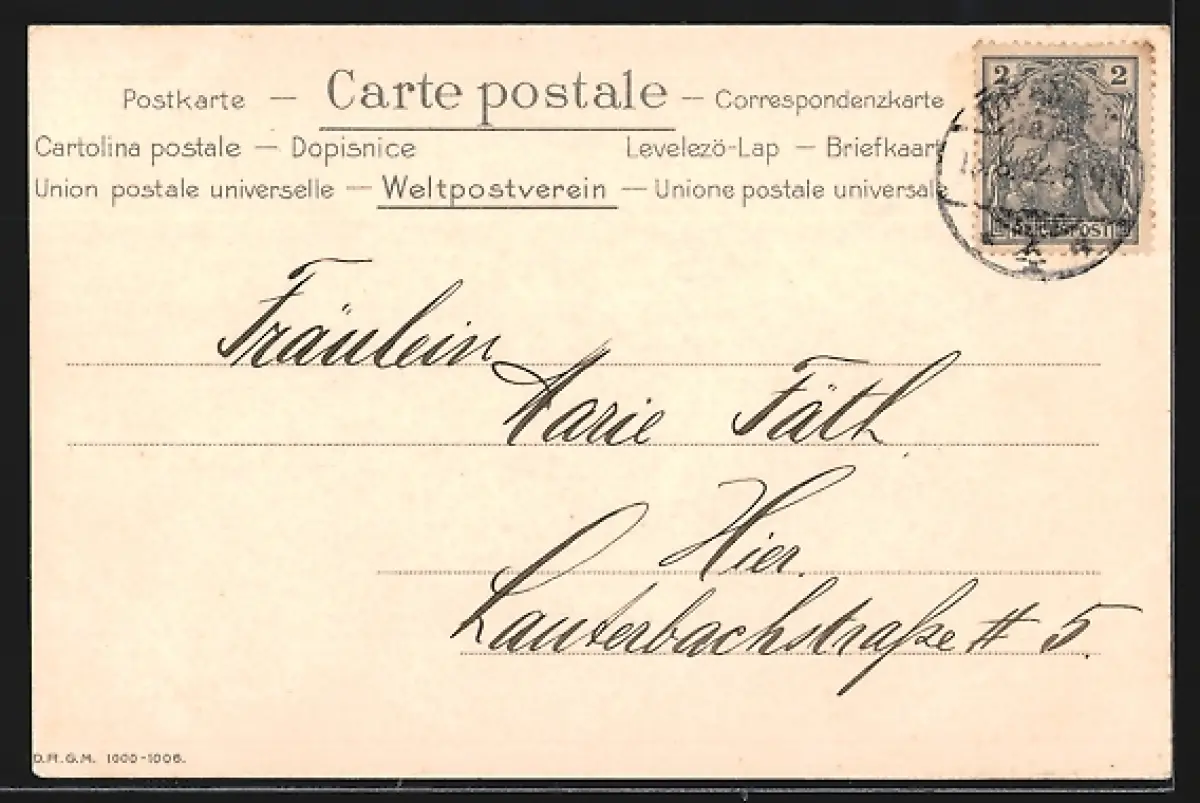 Postkarte — Carte postale — Correspondenzkarte
Cartolina postale — Dopisnice Levelezö-Lap — Briefkaart
Union postale universelle — Weltpostverein — Unione postale universale
2 2
REICHSPOST
Fräulein
Marie Fäth
Hier.
Lauterbachstraße # 5.
D.R.G.M. 1000-1006.